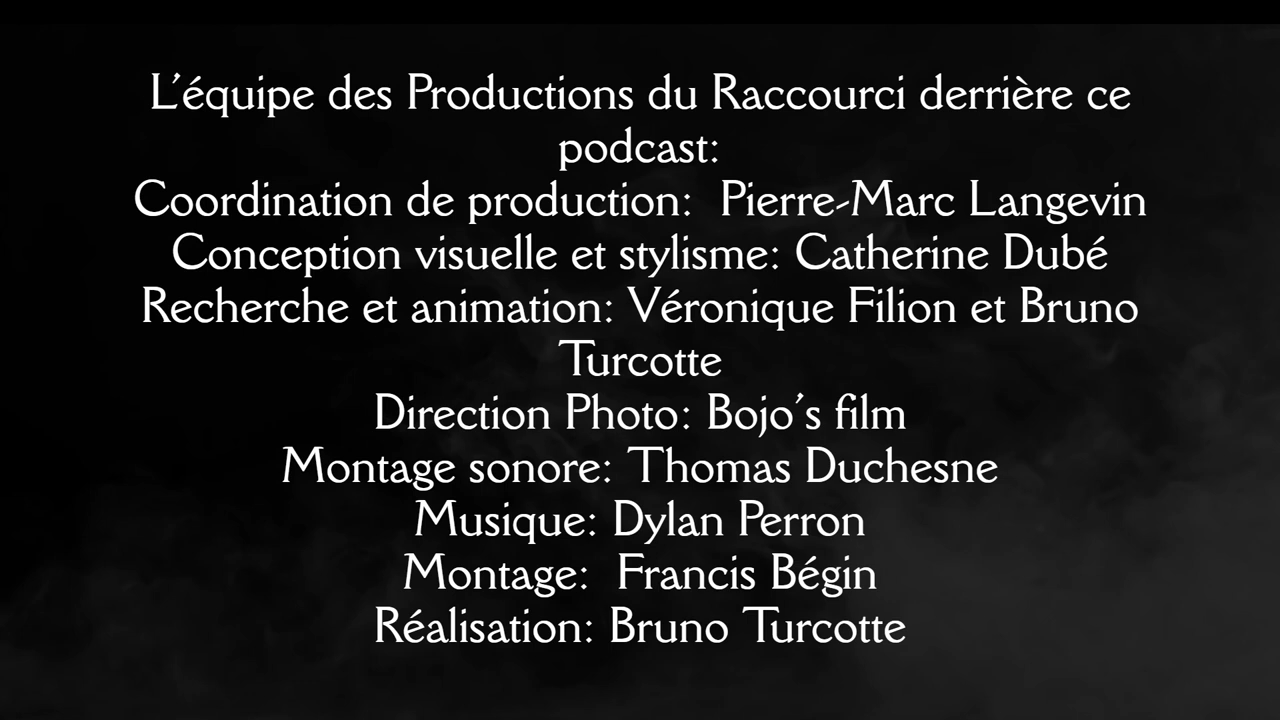 L'équipe des Productions du Raccourci derrière ce
podcast:
Coordination de production:  Pierre-Marc Langevin
Conception visuelle et stylisme: Catherine Dubé
Recherche et animation: Véronique Filion et Bruno
Turcotte
Direction Photo: Bojo's film
Montage sonore: Thomas Duchesne
Musique: Dylan Perron
Montage:  Francis Bégin
Réalisation: Bruno Turcotte